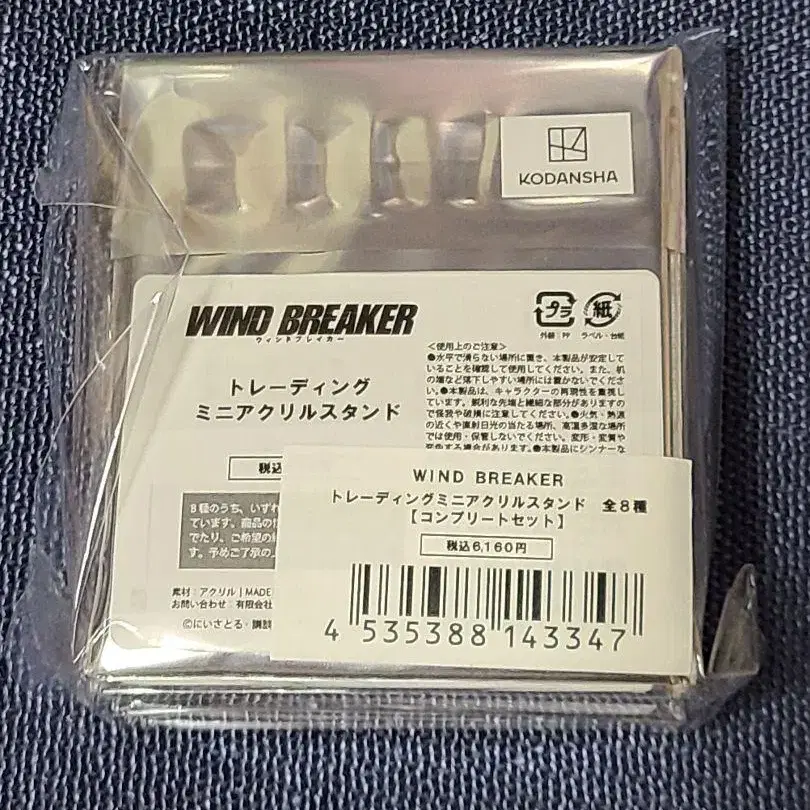 KODANSHA
WIND BREAKER
ウィンドブレイカー
トレーディング
ミニアクリルスタンド
税込
プラ
外装:PP
紙
ラベル・台紙
<使用上のご注意>
●水平で滑らない場所に置き、本製品が安定して
いることを確認して使用してください。また、机
の端など落下しやすい場所には置かないでくださ
い。●本製品は、キャラクターの再現性を重視し
ています。鋭利な先端と繊細な部分がありますの
で怪我や破損に注意してください。●火気・熱源
の近くや直射日光の当たる場所、高温多湿な場所
では使用・保管しないでください。変形・変質や
変色する場合があります。●本製品にシンナーな
8種のうち、いずれ
ています。商品の
でたり、ご希望の
す。予めご了承の上
素材:アクリル|MADE
お問い合わせ:有限会社
©にいさとる・講談
WIND BREAKER
トレーディングミニアクリルスタンド 全8種
【コンプリートセット】
税込6,160円
4 535388 143347